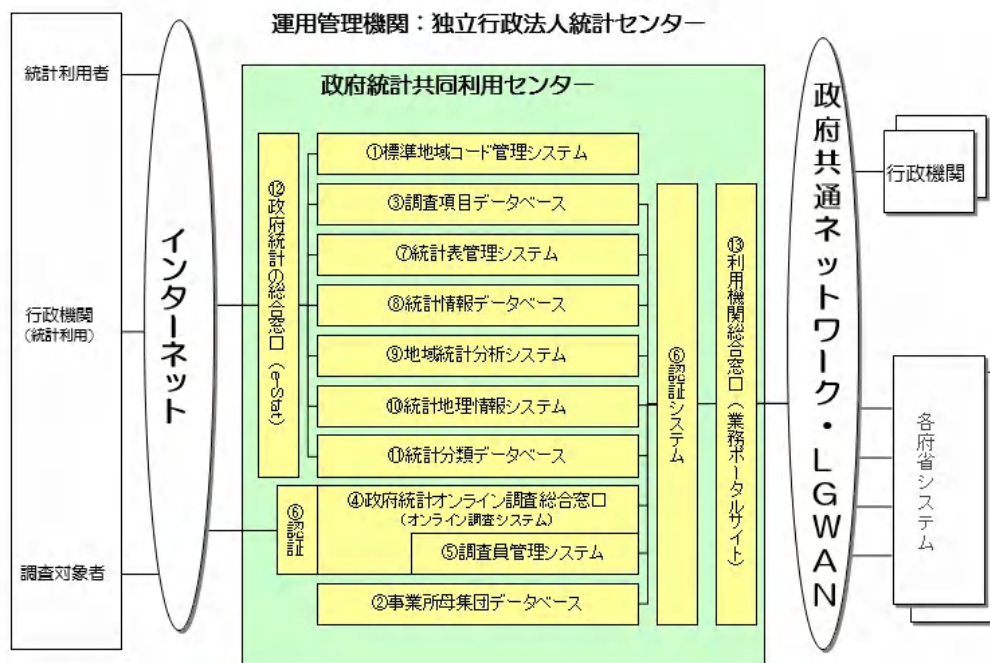 運用管理機関：独立行政法人統計センター
統計利用者
行政機関
(統計利用)
調査対象者
インターネット
政府統計共同利用センター
⑫政府統計の総合窓口(e-Stat)
①標準地域コード管理システム
③調査項目データベース
⑦統計表管理システム
⑧統計情報データベース
⑨地域統計分析システム
⑩統計地理情報システム
⑪統計分類データベース
⑥認証
④政府統計オンライン調査総合窓口
(オンライン調査システム)
⑤調査員管理システム
②事業所母集団データベース
⑥認証システム
⑬利用機関総合窓口(業務ポータルサイト)
政府共通ネットワーク・LGWAN
行政機関
各府省システム